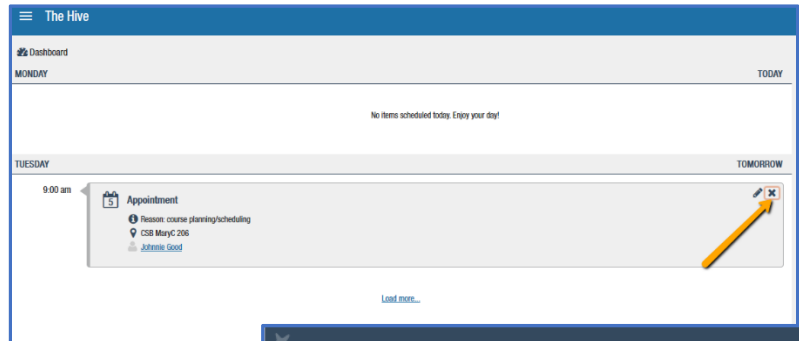 The Hive
Dashboard
MONDAY TODAY
No items scheduled today. Enjoy your day!
TUESDAY TOMORROW
9:00 am
5 Appointment
Reason: course planning/scheduling
CSB MaryC 206
Johnnie Good
Load more...